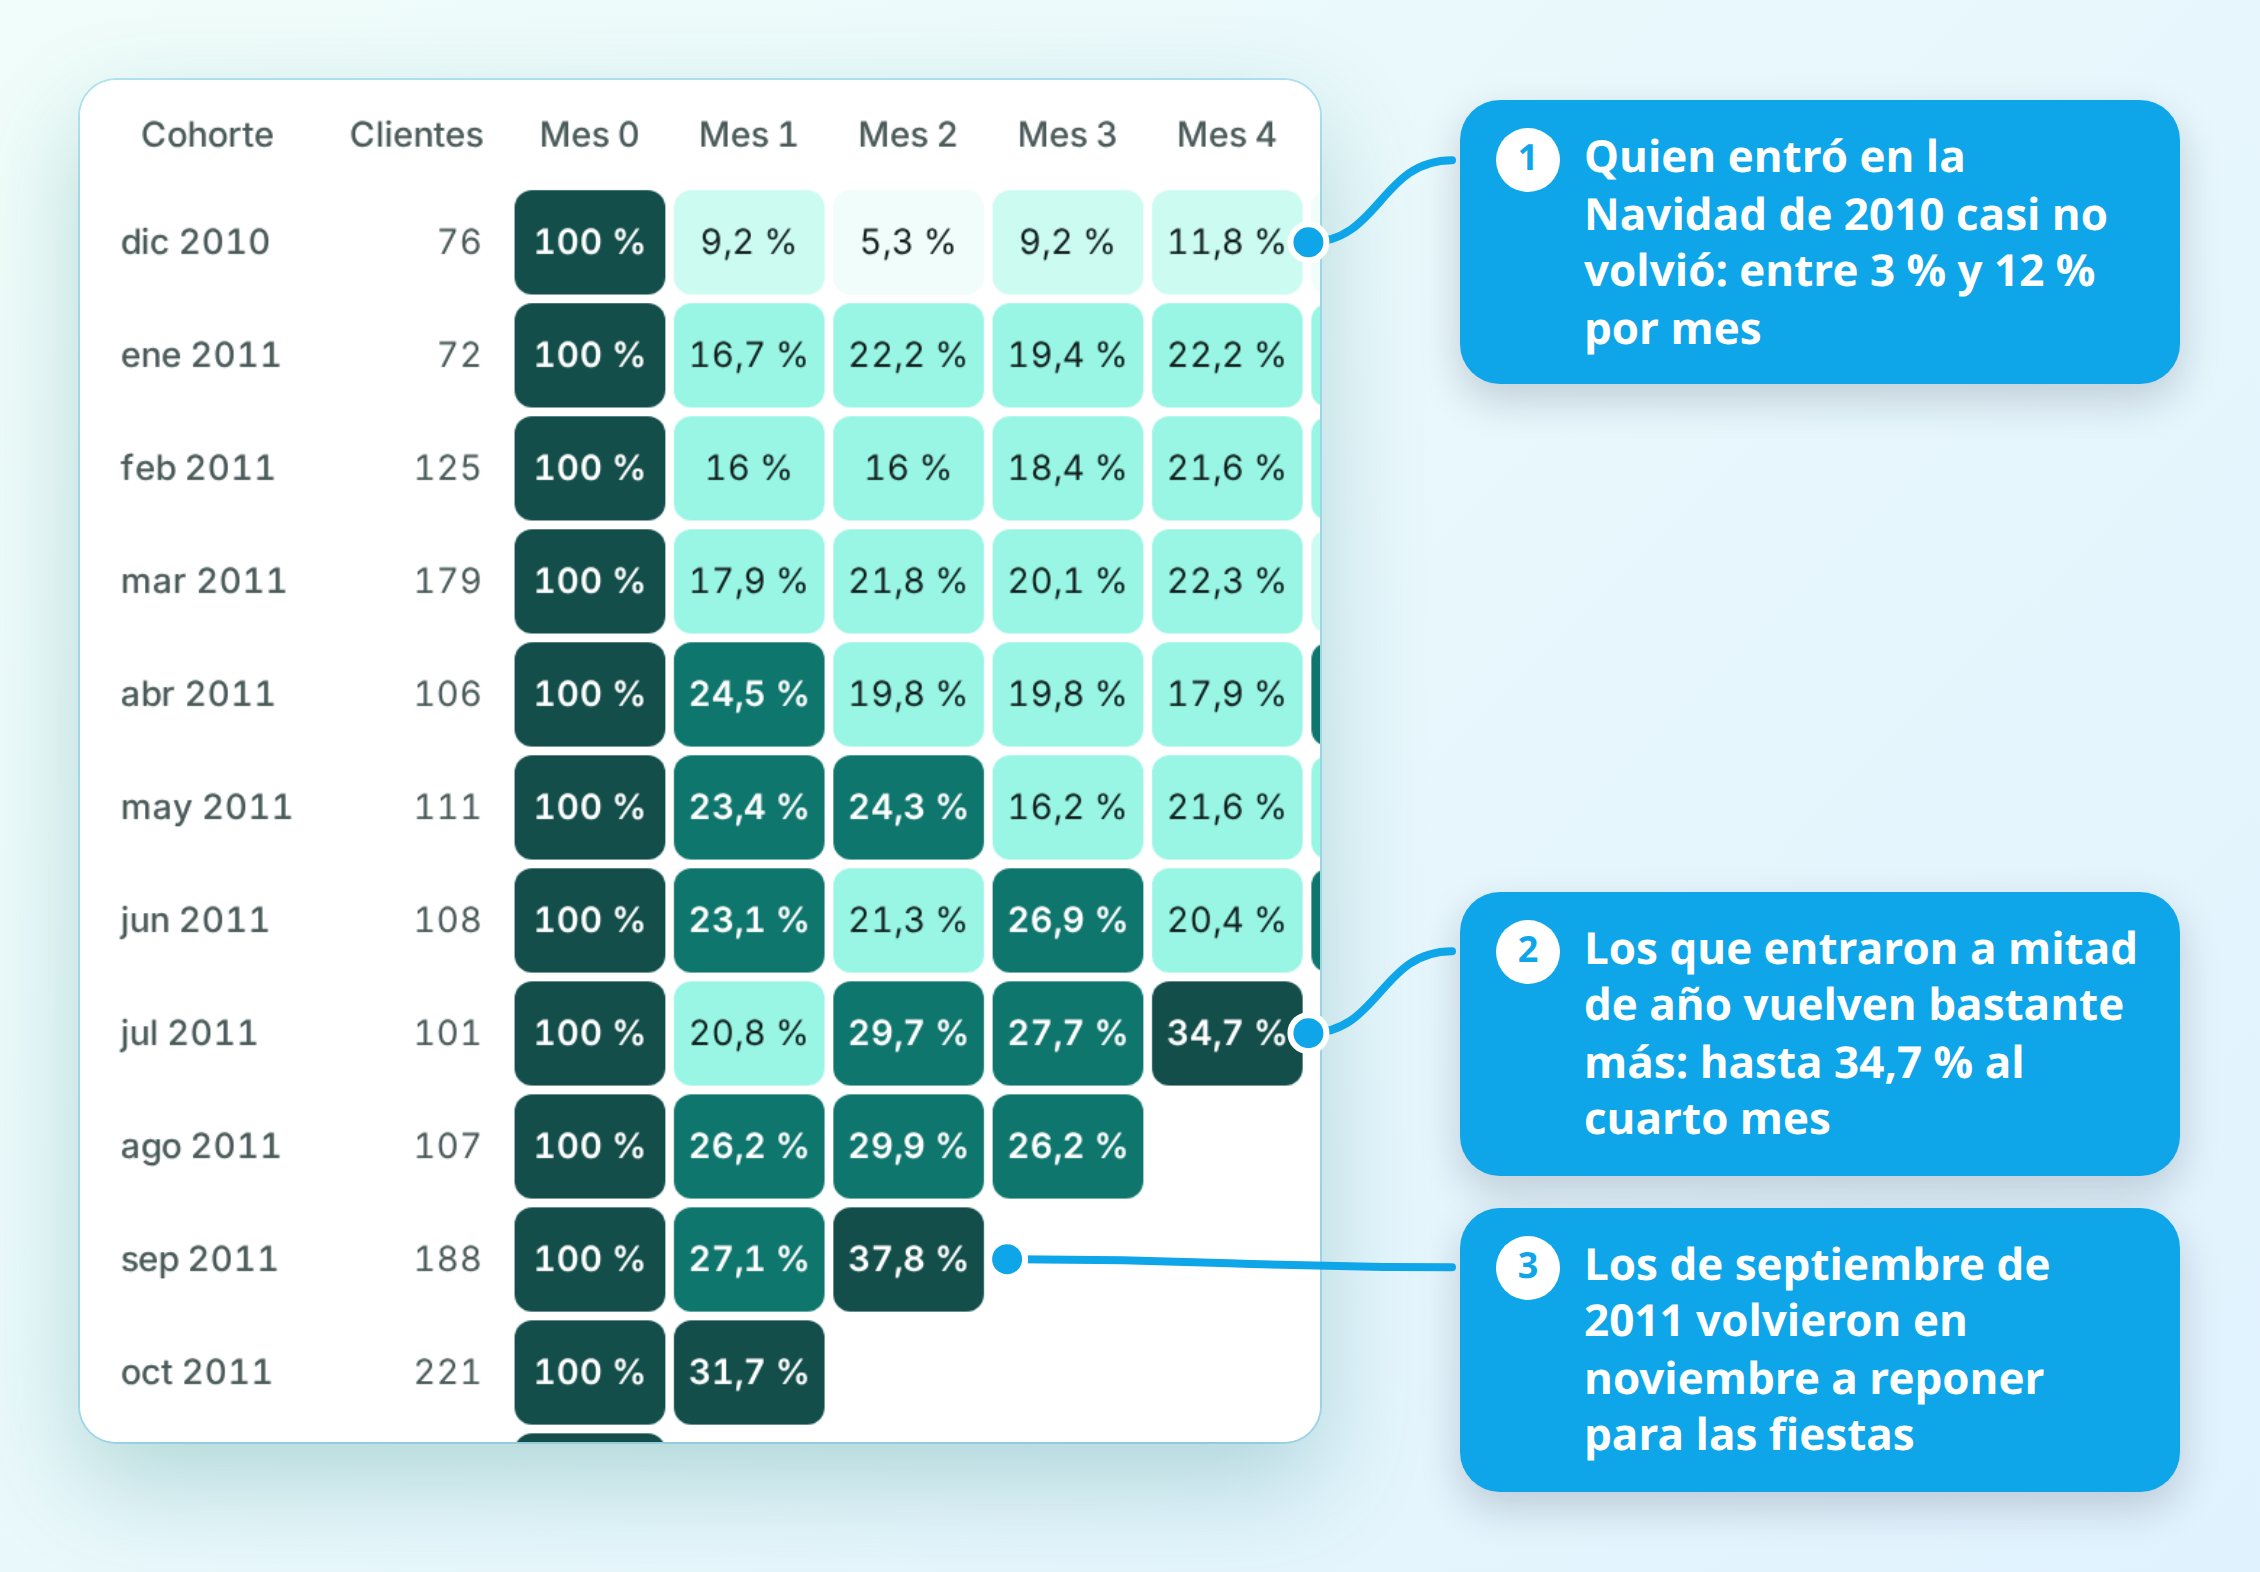 Cohorte Clientes Mes 0 Mes 1 Mes 2 Mes 3 Mes 4
dic 2010 76 100 % 9,2 % 5,3 % 9,2 % 11,8 %
ene 2011 72 100 % 16,7 % 22,2 % 19,4 % 22,2 %
feb 2011 125 100 % 16 % 16 % 18,4 % 21,6 %
mar 2011 179 100 % 17,9 % 21,8 % 20,1 % 22,3 %
abr 2011 106 100 % 24,5 % 19,8 % 19,8 % 17,9 %
may 2011 111 100 % 23,4 % 24,3 % 16,2 % 21,6 %
jun 2011 108 100 % 23,1 % 21,3 % 26,9 % 20,4 %
jul 2011 101 100 % 20,8 % 29,7 % 27,7 % 34,7 %
ago 2011 107 100 % 26,2 % 29,9 % 26,2 %
sep 2011 188 100 % 27,1 % 37,8 %
oct 2011 221 100 % 31,7 %
1 Quien entró en la
Navidad de 2010 casi no
volvió: entre 3 % y 12 %
por mes
2 Los que entraron a mitad
de año vuelven bastante
más: hasta 34,7 % al
cuarto mes
3 Los de septiembre de
2011 volvieron en
noviembre a reponer
para las fiestas